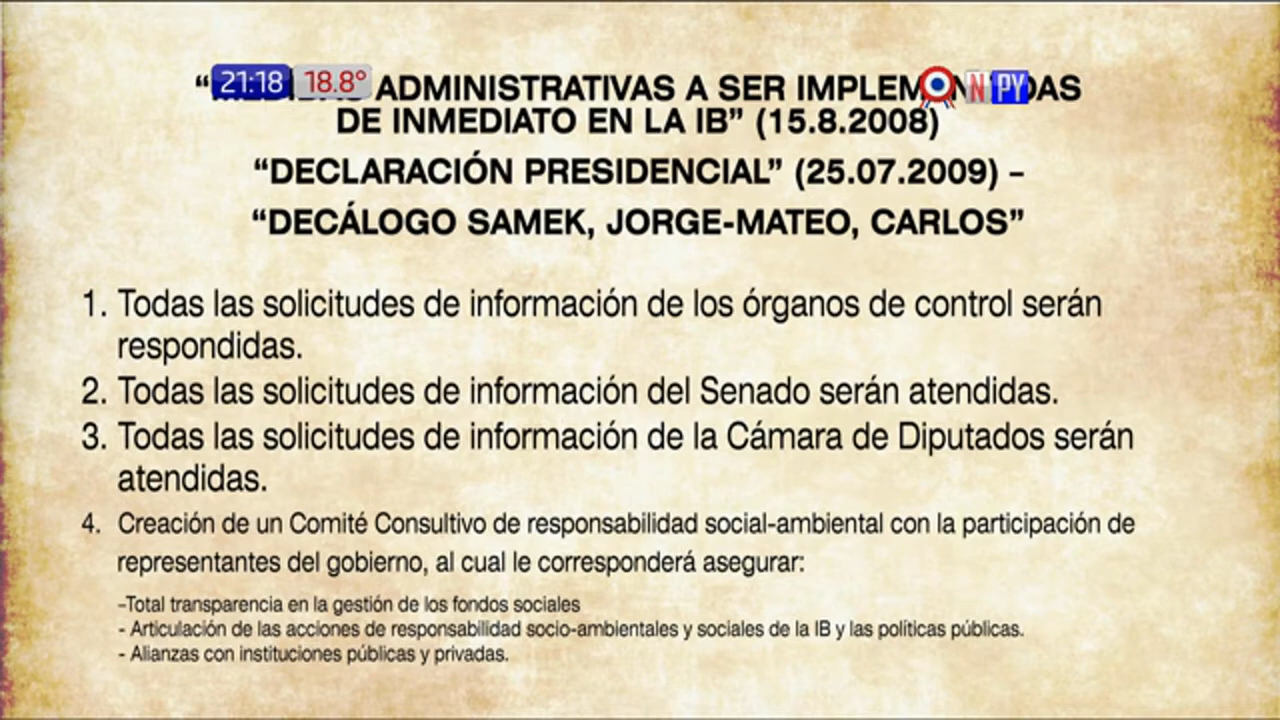 21:18 18.8° N PY
“ ADMINISTRATIVAS A SER
DE INMEDIATO EN LA IB” (15.8.2008)
“DECLARACIÓN PRESIDENCIAL” (25.07.2009) –
“DECÁLOGO SAMEK, JORGE-MATEO, CARLOS”
1. Todas las solicitudes de información de los órganos de control serán
respondidas.
2. Todas las solicitudes de información del Senado serán atendidas.
3. Todas las solicitudes de información de la Cámara de Diputados serán
atendidas.
4. Creación de un Comité Consultivo de responsabilidad social-ambiental con la participación de
representantes del gobierno, al cual le corresponderá asegurar:
–Total transparencia en la gestión de los fondos sociales
- Articulación de las acciones de responsabilidad socio-ambientales y sociales de la IB y las políticas públicas.
- Alianzas con instituciones públicas y privadas.